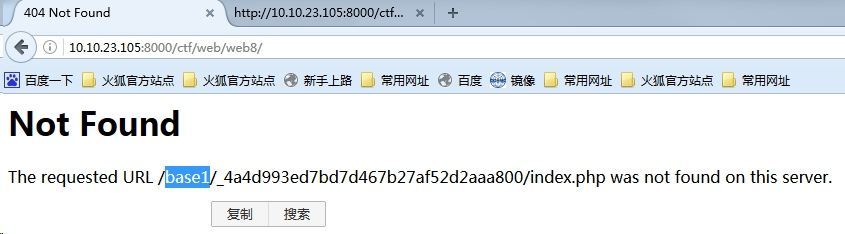 404 Not Found
http://10.10.23.105:8000/ctf...
10.10.23.105:8000/ctf/web/web8/
百度一下 火狐官方站点 火狐官方站点 新手上路 常用网址 百度 镜像 常用网址 火狐官方站点 常用网址
Not Found
The requested URL /base1/_4a4d993ed7bd7d467b27af52d2aaa800/index.php was not found on this server.
复制 搜索